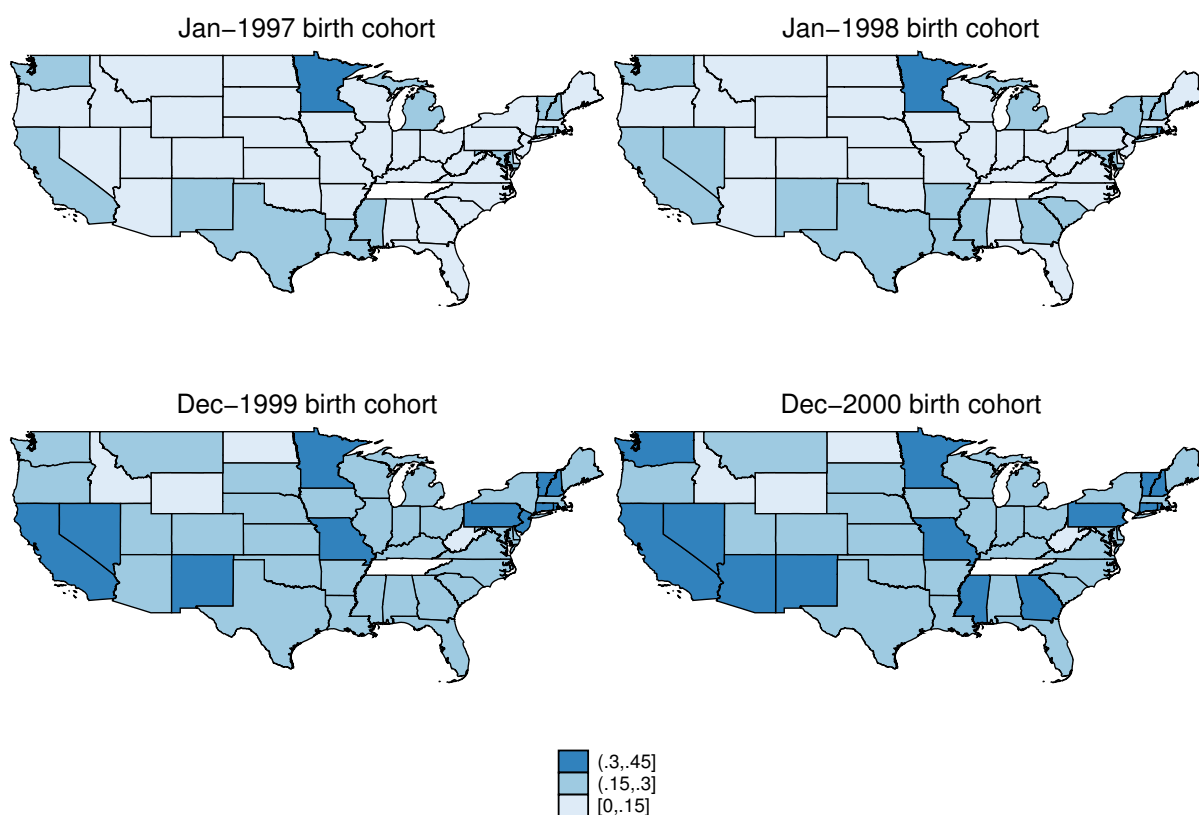 Jan−1997 birth cohort
Jan−1998 birth cohort
Dec−1999 birth cohort
Dec−2000 birth cohort
(.3,.45]
(.15,.3]
[0,.15]